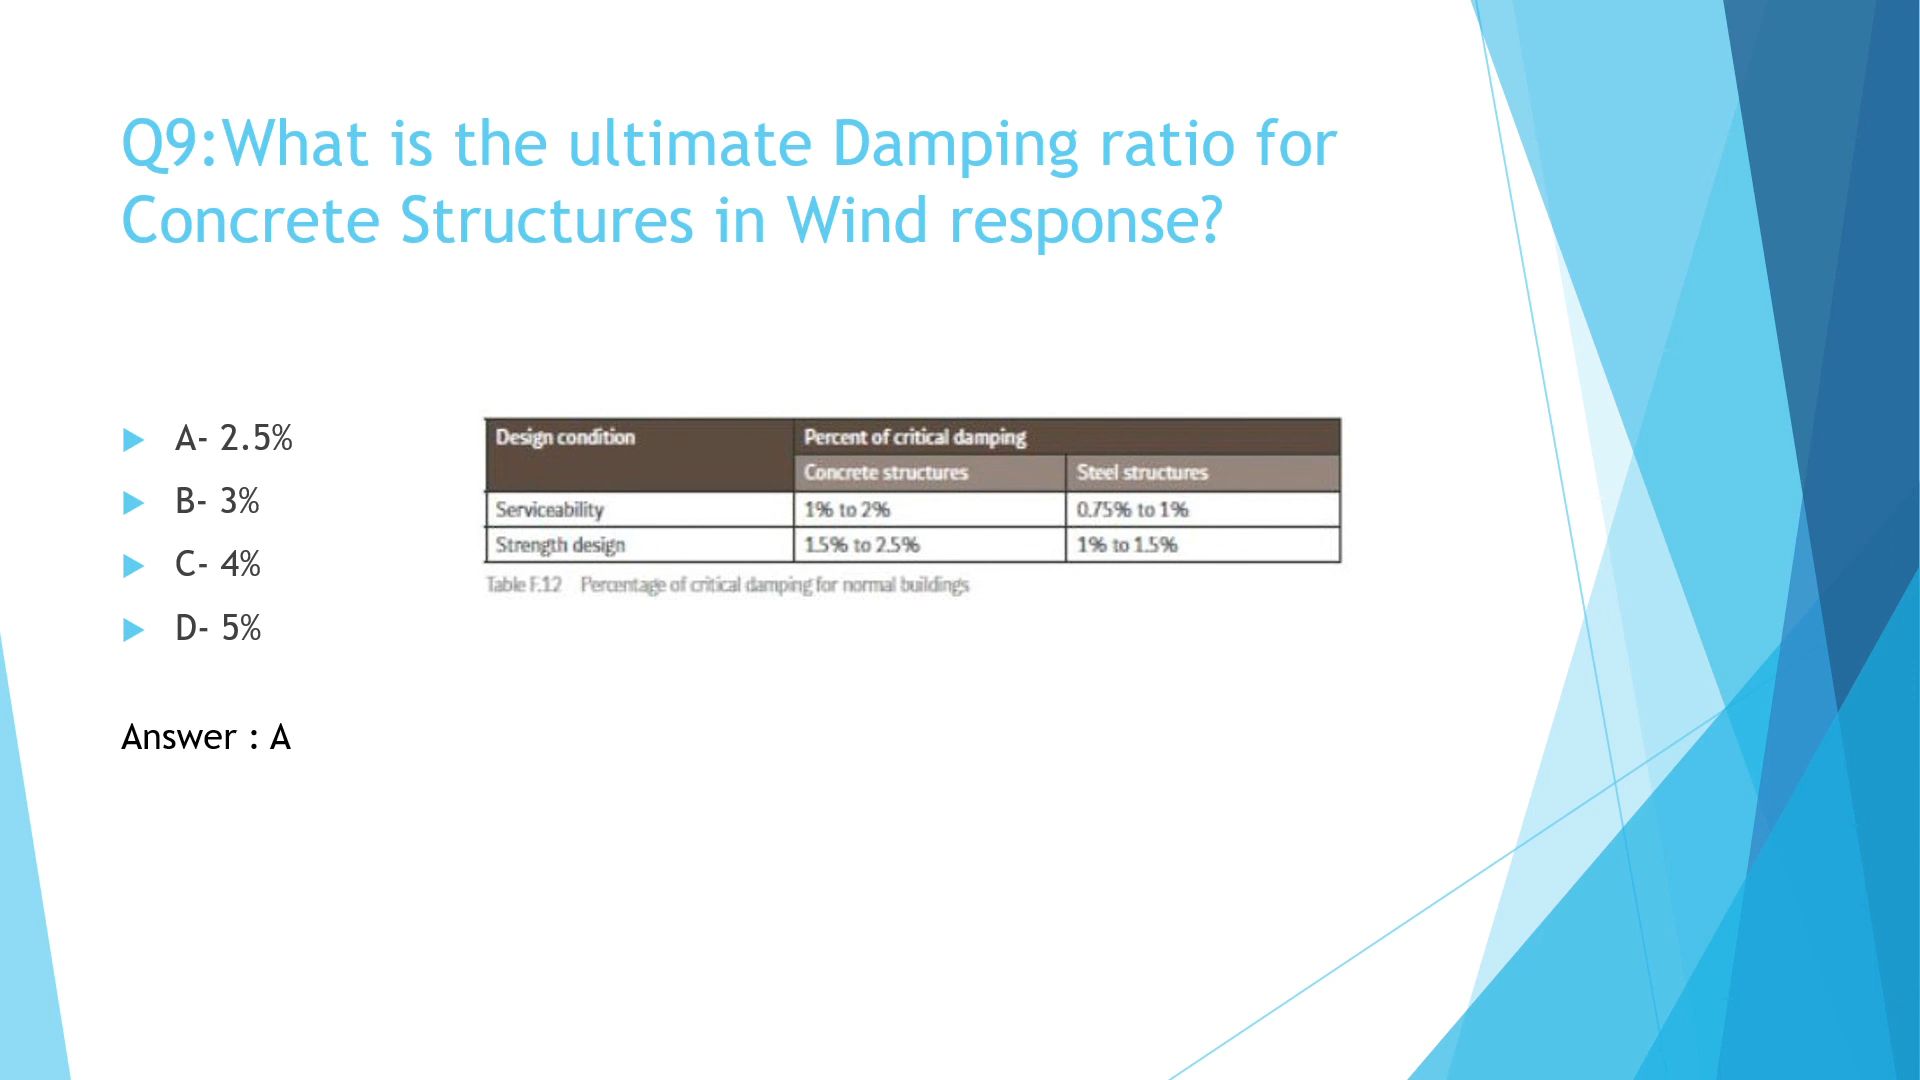 Q9:What is the ultimate Damping ratio for
Concrete Structures in Wind response?
A- 2.5%
B- 3%
C- 4%
D- 5%
Answer : A
Design condition
Percent of critical damping
Concrete structures
Steel structures
Serviceability
1% to 2%
0.75% to 1%
Strength design
1.5% to 2.5%
1% to 1.5%
Table F.12 Percentage of critical damping for normal buildings